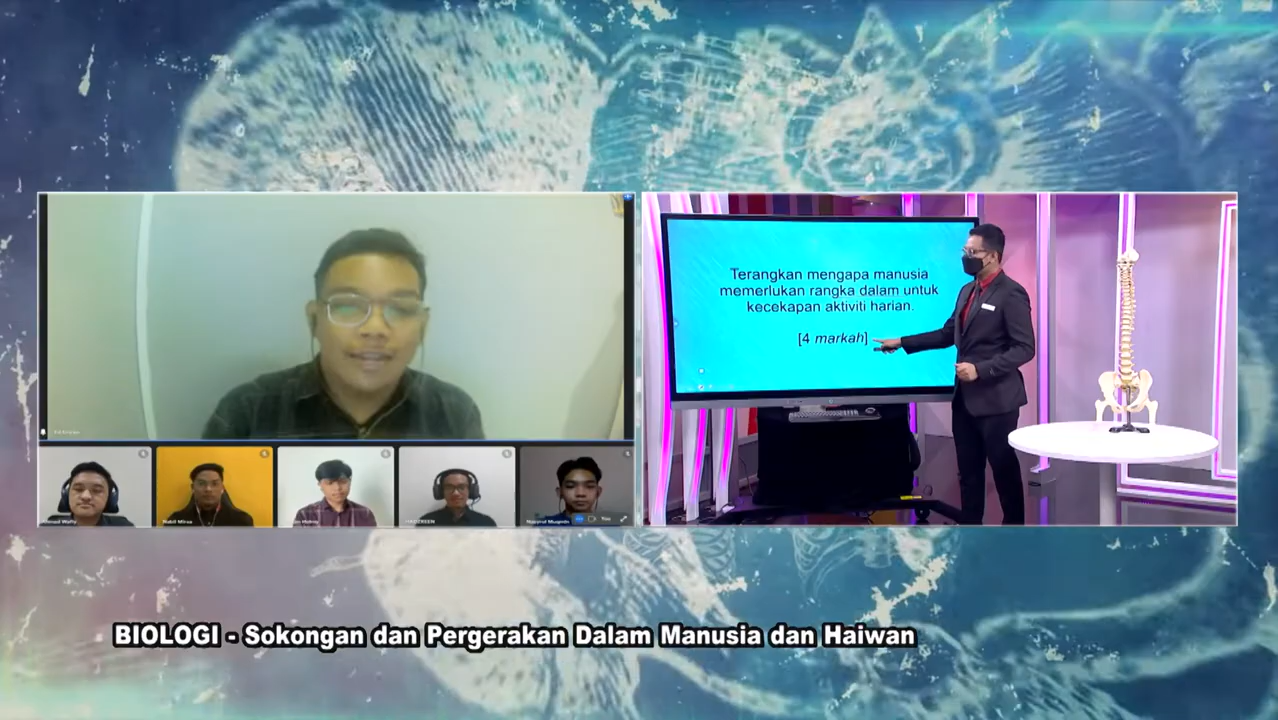 Terangkan mengapa manusia
memerlukan rangka dalam untuk
kecekapan aktiviti harian.
[4 markah]
Nabil Mirza
You
BIOLOGI - Sokongan dan Pergerakan Dalam Manusia dan Haiwan